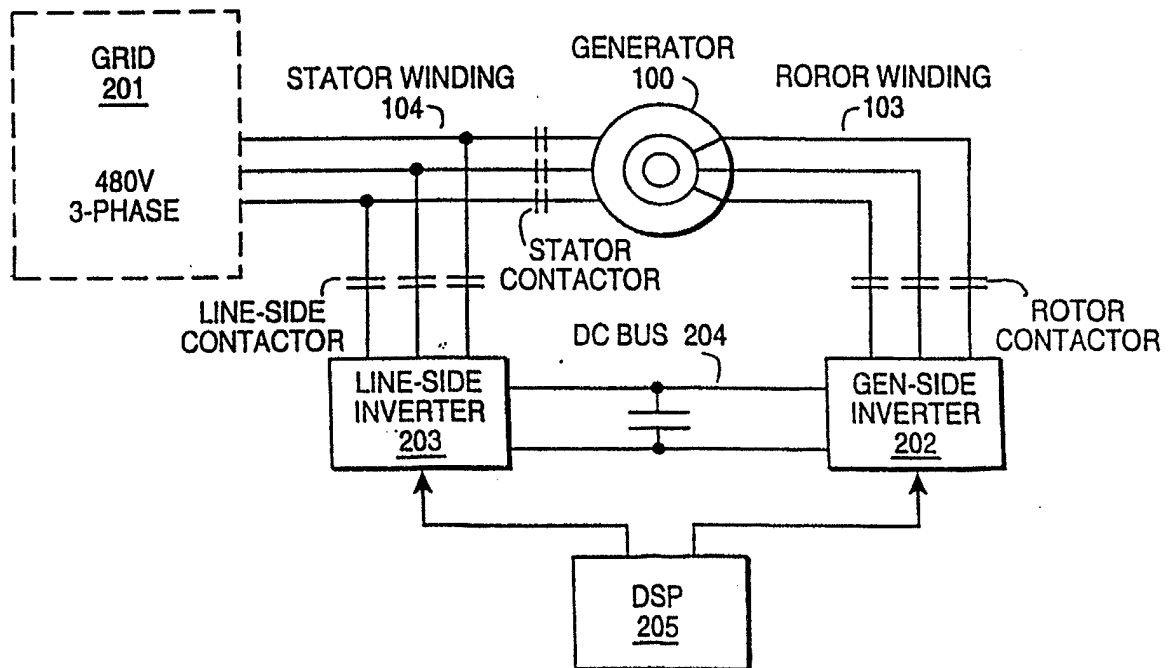 GRID
201
480V
3-PHASE
STATOR WINDING
104
GENERATOR
100
ROROR WINDING
103
STATOR
CONTACTOR
LINE-SIDE
CONTACTOR
ROTOR
CONTACTOR
DC BUS 204
LINE-SIDE
INVERTER
203
GEN-SIDE
INVERTER
202
DSP
205